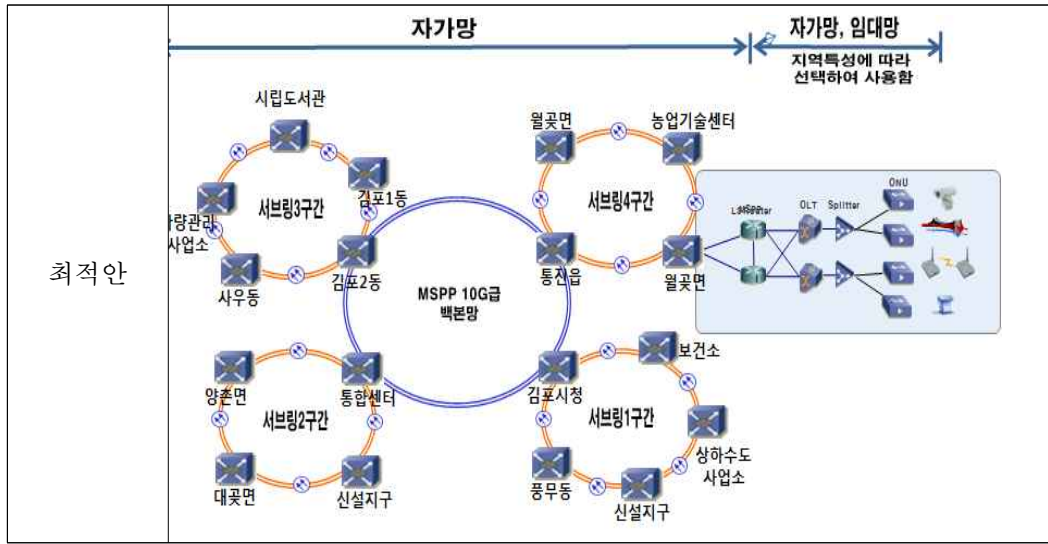 최적안
자가망
자가망, 임대망
지역특성에 따라
선택하여 사용함
시립도서관
김포1동
서브링3구간
차량관리
사업소
사우동
김포2동
월곶면
농업기술센터
서브링4구간
통진읍
월곶면
MSPP 10G급
백본망
ONU
MSPP
OLT
Splitter
양촌면
통합센터
서브링2구간
대곶면
신설지구
김포시청
보건소
서브링1구간
상하수도
사업소
풍무동
신설지구